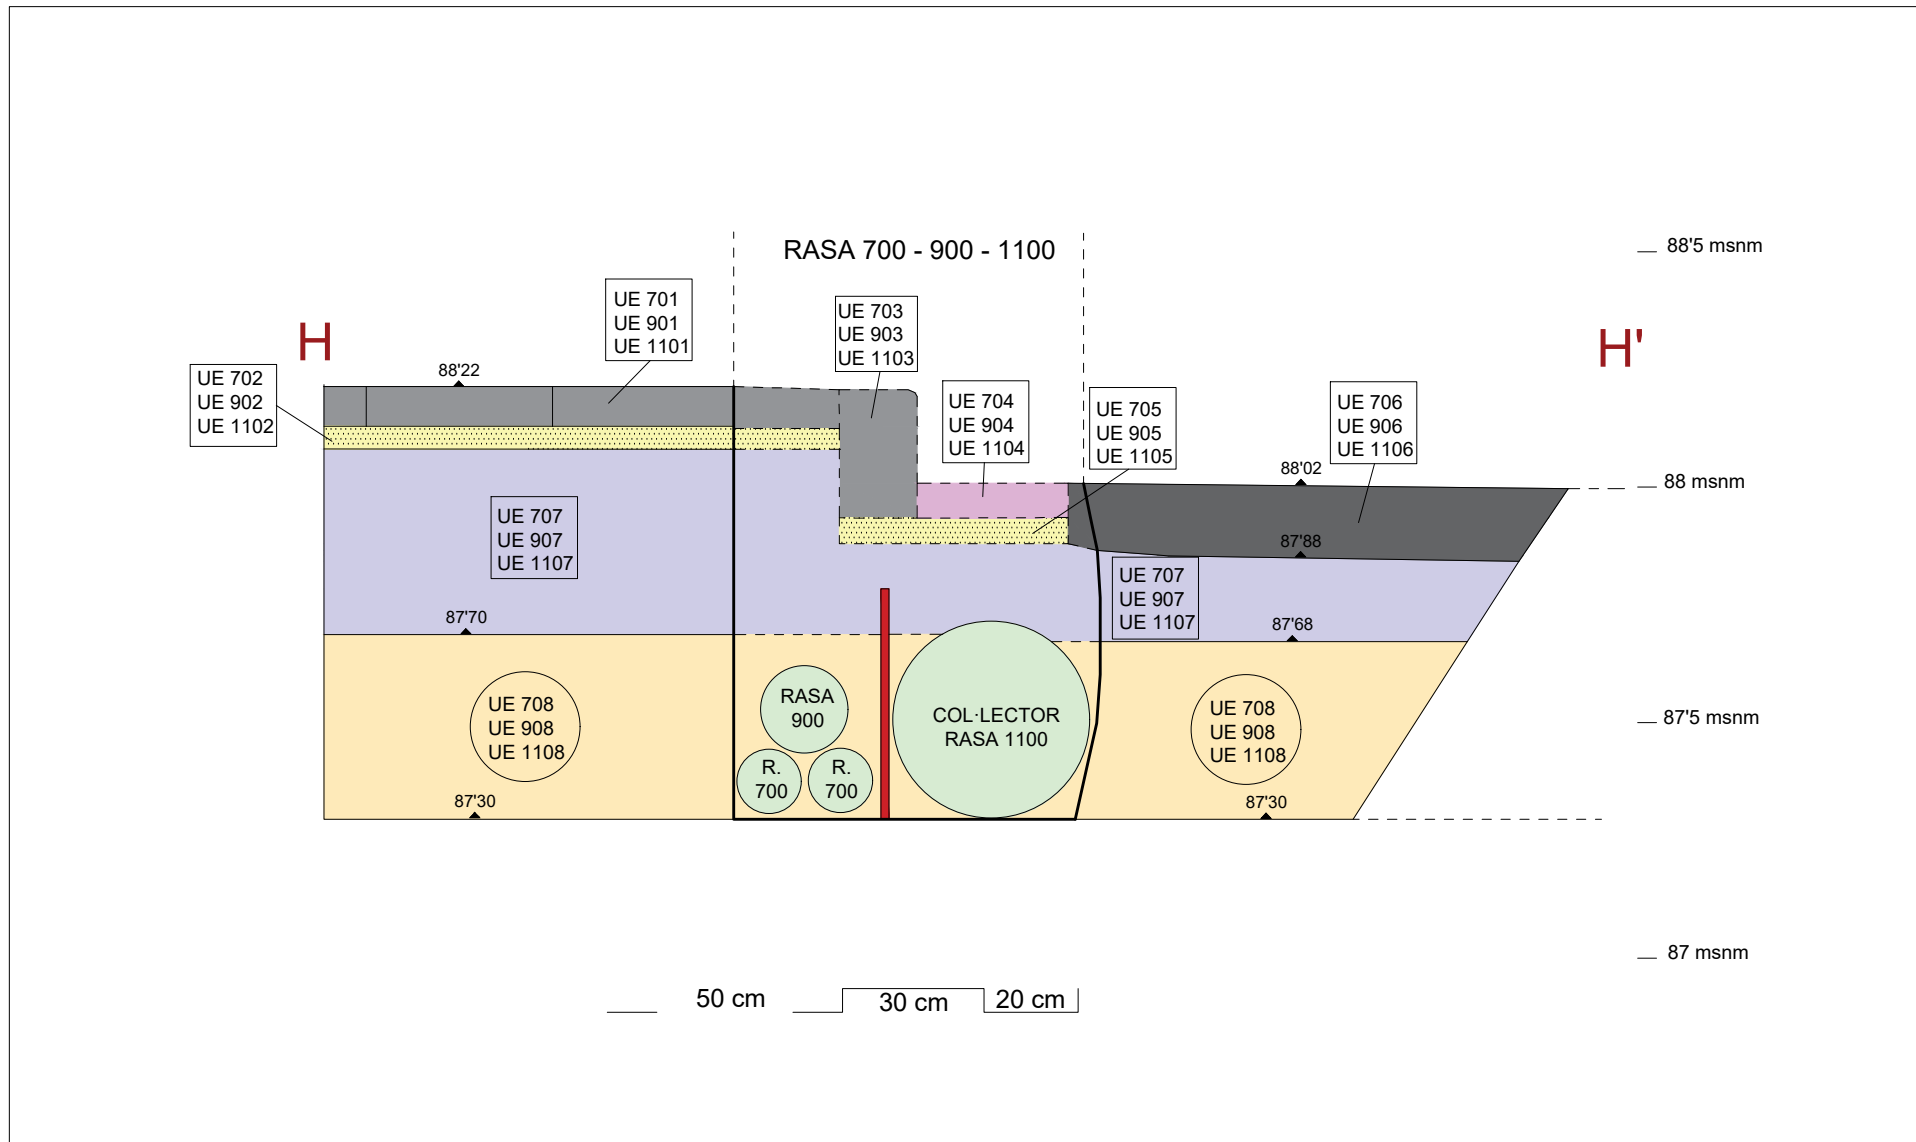 RASA 700 - 900 - 1100
88'5 msnm
H
H'
UE 701
UE 901
UE 1101
UE 703
UE 903
UE 1103
UE 702
UE 902
UE 1102
88'22
UE 704
UE 904
UE 1104
UE 705
UE 905
UE 1105
UE 706
UE 906
UE 1106
88'02
88 msnm
UE 707
UE 907
UE 1107
87'88
UE 707
UE 907
UE 1107
87'70
87'68
UE 708
UE 908
UE 1108
RASA
900
R.
700
R.
700
COL·LECTOR
RASA 1100
UE 708
UE 908
UE 1108
87'5 msnm
87'30
87'30
87 msnm
50 cm
30 cm
20 cm